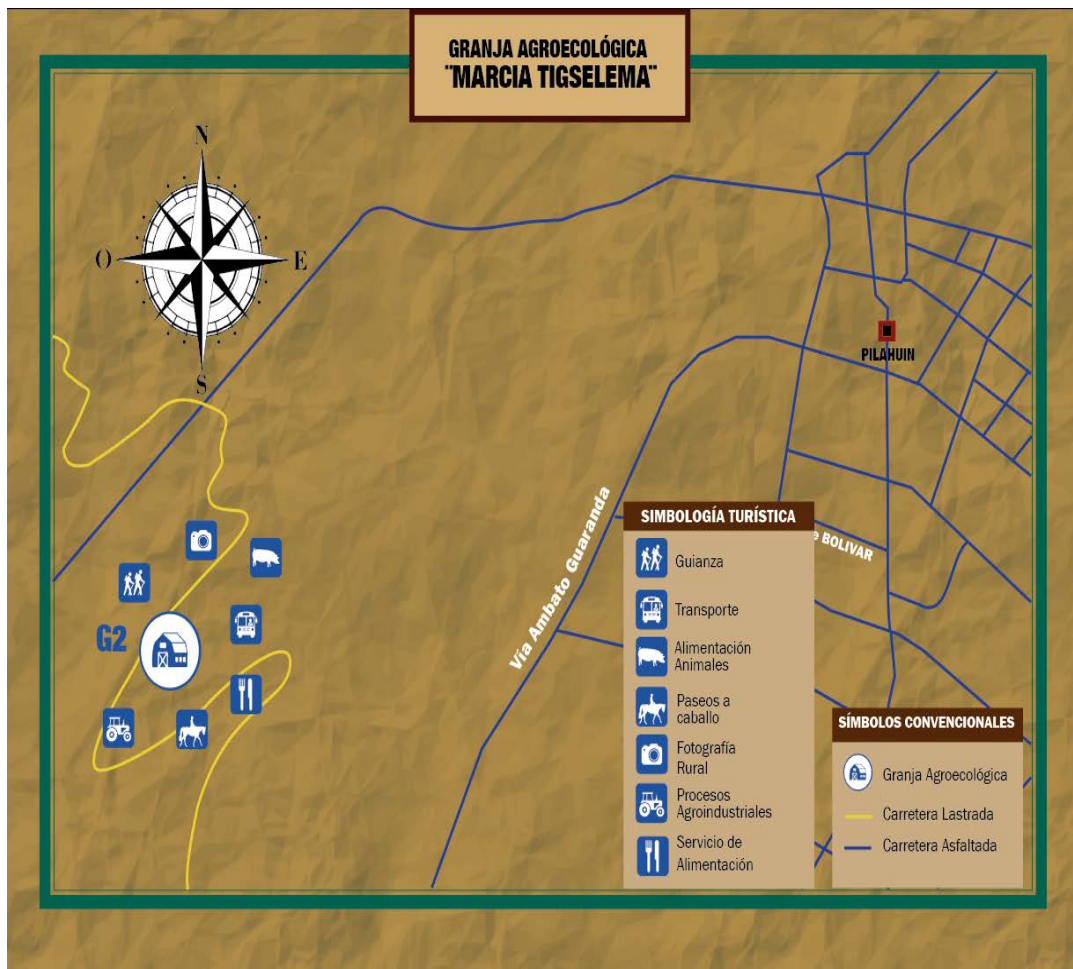 GRANJA AGROECOLÓGICA
¨MARCIA TIGSELEMA¨
N
O
E
S
PILAHUIN
Vía Ambato Guaranda
e BOLIVAR
G2
SIMBOLOGÍA TURÍSTICA
Guianza
Transporte
Alimentación
Animales
Paseos a
caballo
Fotografía
Rural
Procesos
Agroindustriales
Servicio de
Alimentación
SÍMBOLOS CONVENCIONALES
Granja Agroecológica
Carretera Lastrada
Carretera Asfaltada